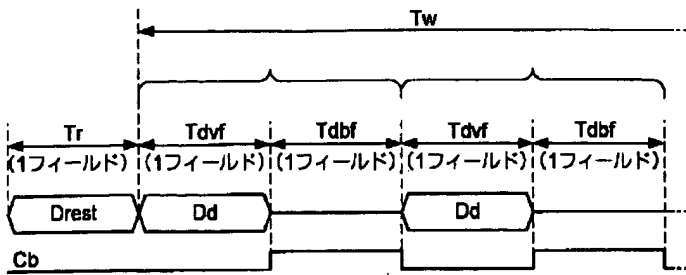 Tw
Tr Tdvf Tdbf Tdvf Tdbf
(1フィールド) (1フィールド) (1フィールド) (1フィールド) (1フィールド)
Drest Dd Dd
Cb